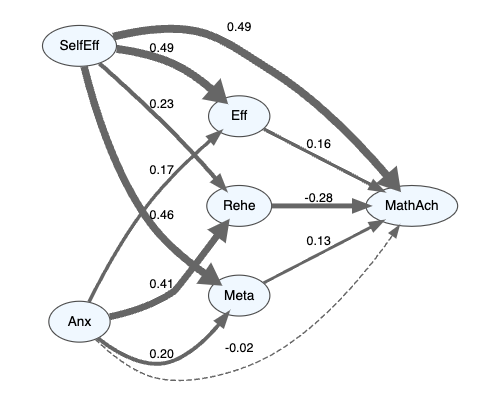 0.49
SelfEff
0.49
0.23
Eff
0.16
0.17
Rehe
-0.28
MathAch
0.46
0.13
0.41
Meta
Anx
0.20
-0.02